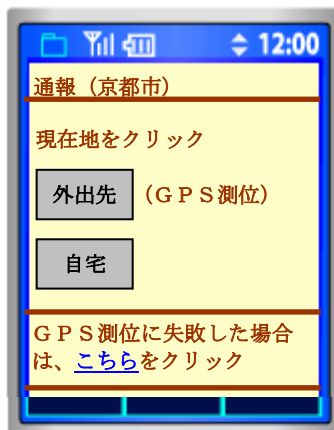 12:00
通報（京都市）
現在地をクリック
外出先 （ＧＰＳ測位）
自宅
ＧＰＳ測位に失敗した場合
は、こちらをクリック